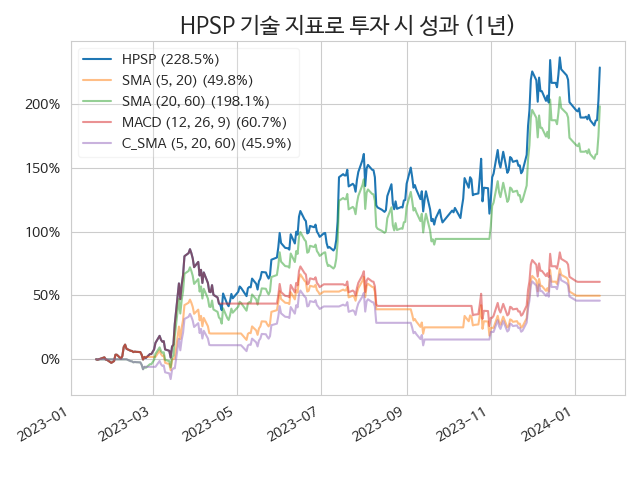 HPSP 기술 지표로 투자 시 성과 (1년)
HPSP (228.5%)
SMA (5, 20) (49.8%)
SMA (20, 60) (198.1%)
MACD (12, 26, 9) (60.7%)
C_SMA (5, 20, 60) (45.9%)
200%
150%
100%
50%
0%
2023-01
2023-03
2023-05
2023-07
2023-09
2023-11
2024-01